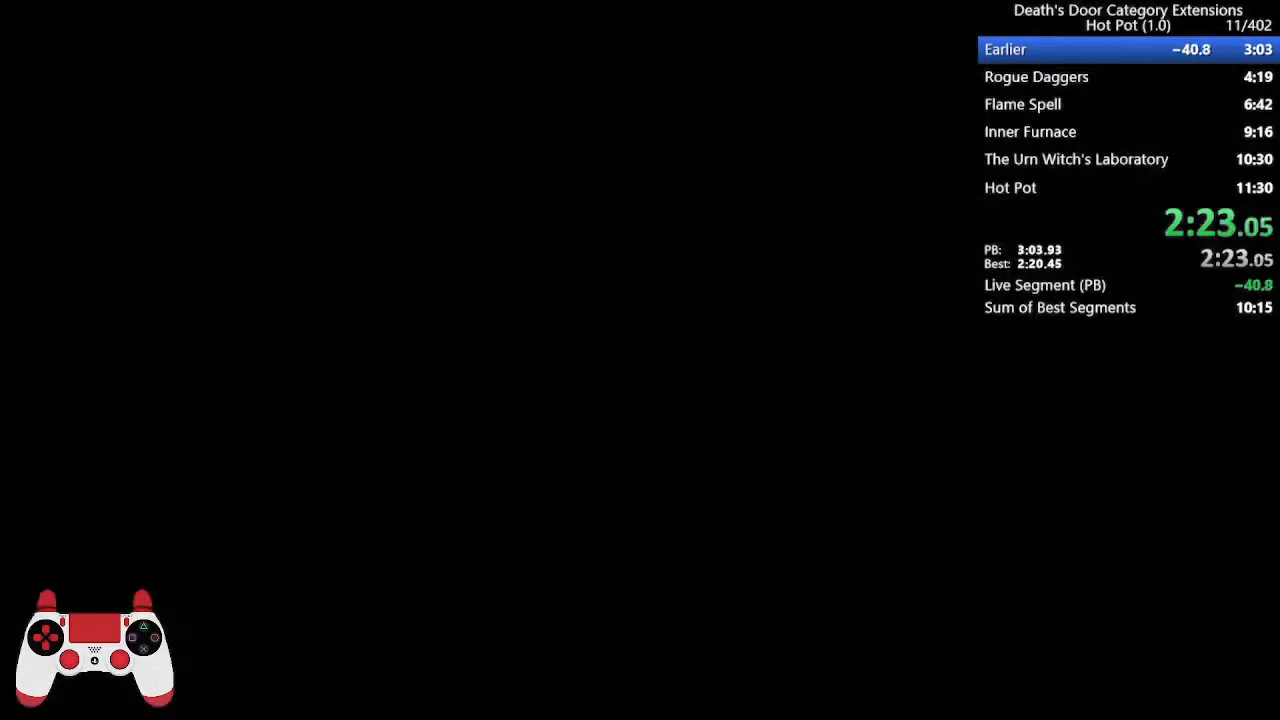 Death's Door Category Extensions
Hot Pot (1.0) 11/402
Earlier −40.8 3:03
Rogue Daggers 4:19
Flame Spell 6:42
Inner Furnace 9:16
The Urn Witch's Laboratory 10:30
Hot Pot 11:30
2:23.05
PB: 3:03.93
Best: 2:20.45
2:23.05
Live Segment (PB) −40.8
Sum of Best Segments 10:15